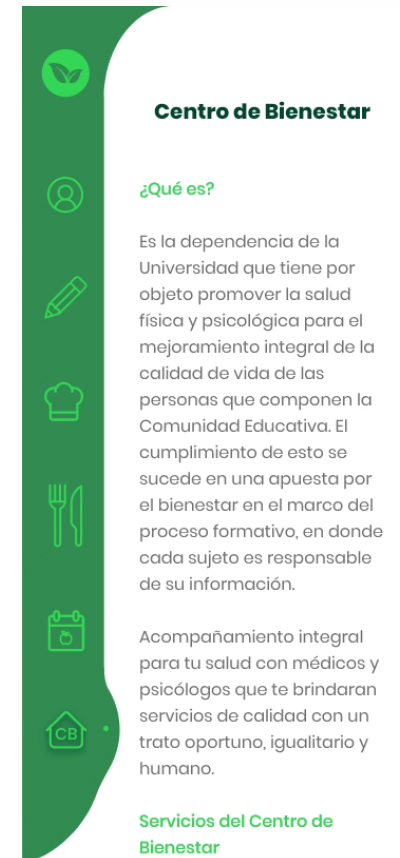 Centro de Bienestar
¿Qué es?
Es la dependencia de la
Universidad que tiene por
objeto promover la salud
física y psicológica para el
mejoramiento integral de la
calidad de vida de las
personas que componen la
Comunidad Educativa. El
cumplimiento de esto se
sucede en una apuesta por
el bienestar en el marco del
proceso formativo, en donde
cada sujeto es responsable
de su información.
Acompañamiento integral
para tu salud con médicos y
psicólogos que te brindaran
servicios de calidad con un
trato oportuno, igualitario y
humano.
CB
Servicios del Centro de
Bienestar